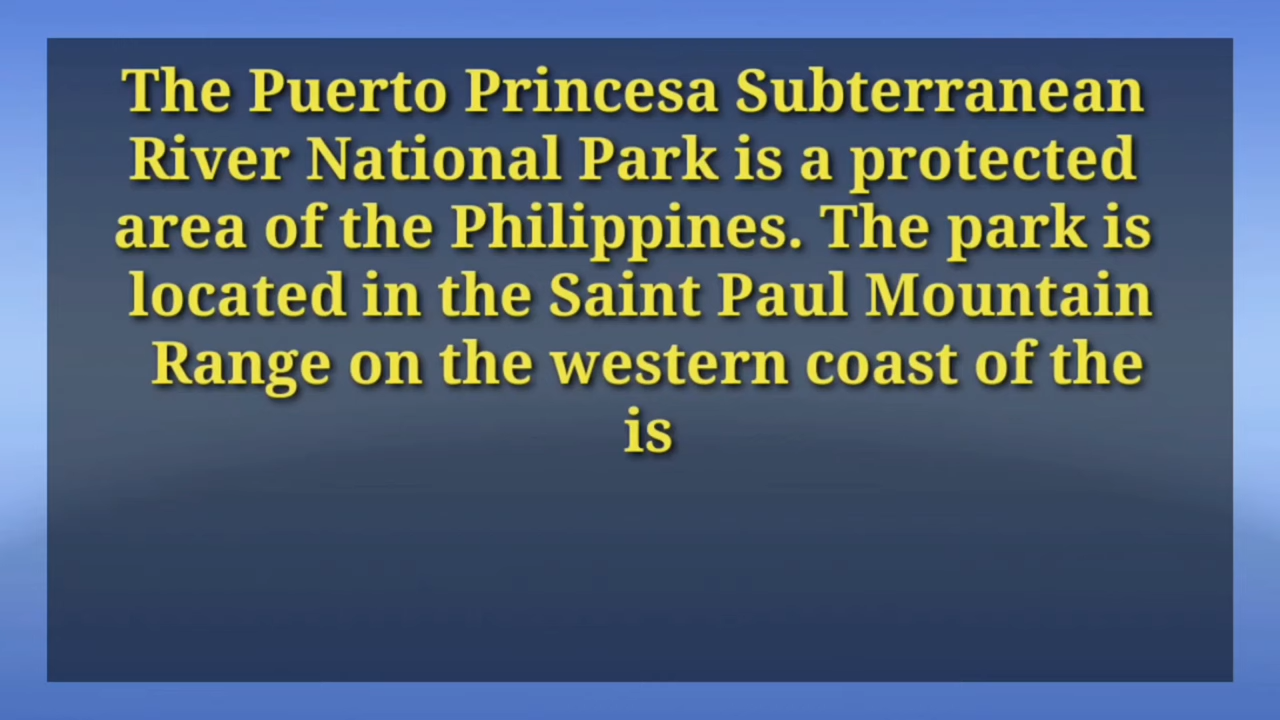 The Puerto Princesa Subterranean
River National Park is a protected
area of the Philippines. The park is
located in the Saint Paul Mountain
Range on the western coast of the
is